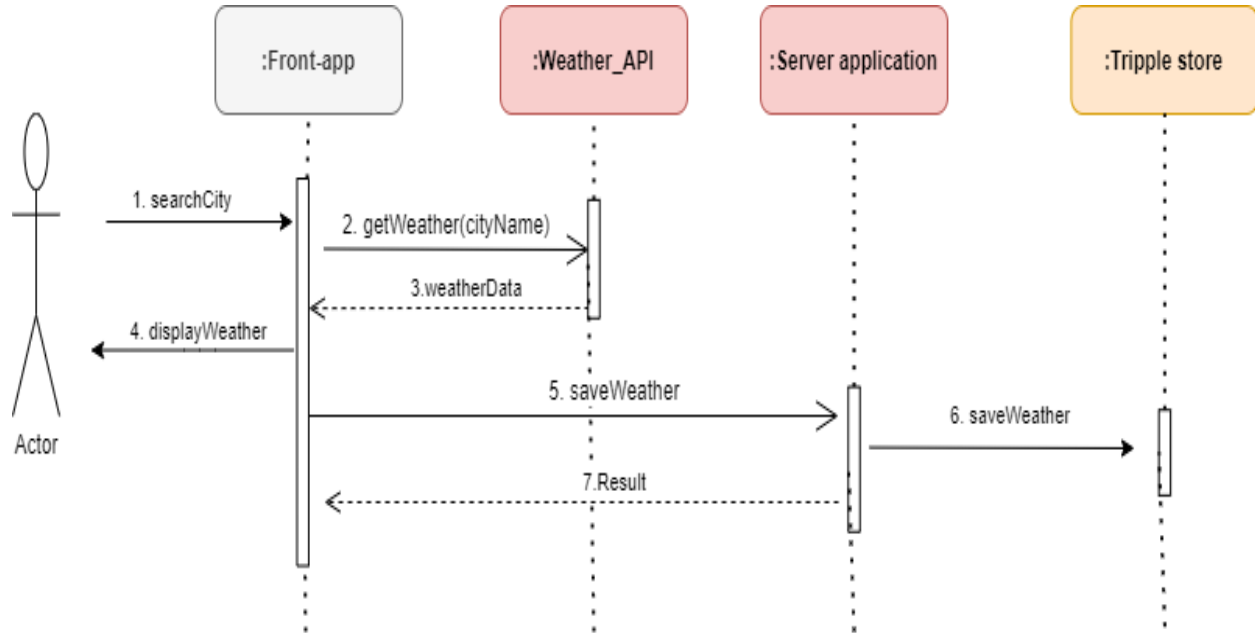 :Front-app
:Weather_API
:Server application
:Tripple store
1. searchCity
2. getWeather(cityName)
3.weatherData
4. displayWeather
5. saveWeather
6. saveWeather
7.Result
Actor